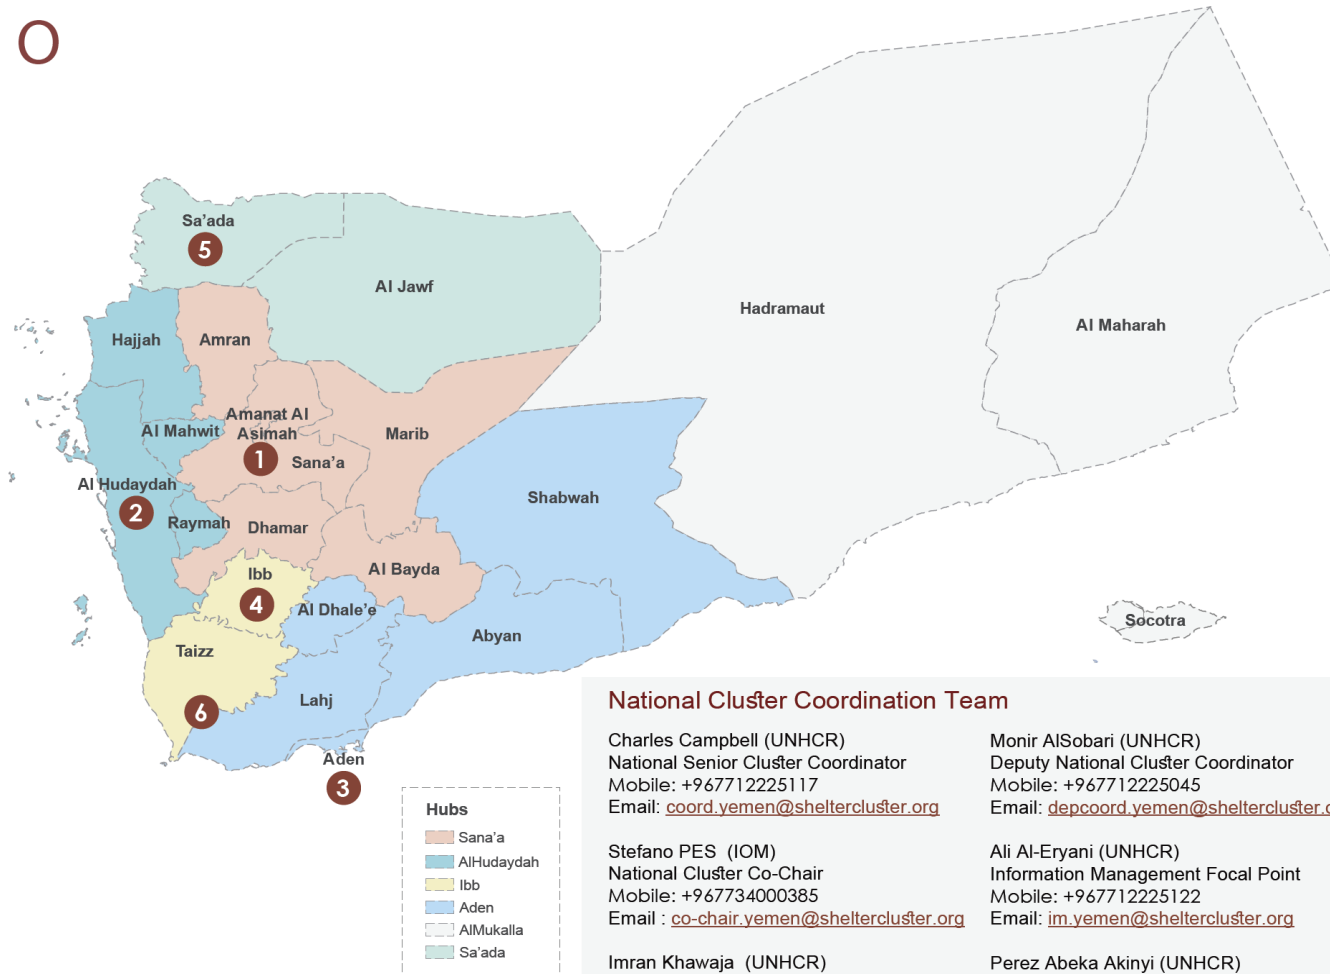 O
Sa'ada
5
Al Jawf
Hadramaut
Al Maharah
Hajjah
Amran
Amanat Al
Asimah
Al Mahwit
Marib
1
Sana'a
Al Hudaydah
2
Shabwah
Raymah
Dhamar
Al Bayda
Ibb
4
Al Dhale'e
Socotra
Abyan
Taizz
Lahj
6
Aden
3
Hubs
Sana'a
AlHudaydah
Ibb
Aden
AlMukalla
Sa'ada
National Cluster Coordination Team
Charles Campbell (UNHCR)
National Senior Cluster Coordinator
Mobile: +967712225117
Email: coord.yemen@sheltercluster.org
Monir AlSobari (UNHCR)
Deputy National Cluster Coordinator
Mobile: +967712225045
Email: depcoord.yemen@sheltercluster.o
Stefano PES (IOM)
National Cluster Co-Chair
Mobile: +967734000385
Email : co-chair.yemen@sheltercluster.org
Ali Al-Eryani (UNHCR)
Information Management Focal Point
Mobile: +967712225122
Email: im.yemen@sheltercluster.org
Imran Khawaja (UNHCR)
Perez Abeka Akinyi (UNHCR)